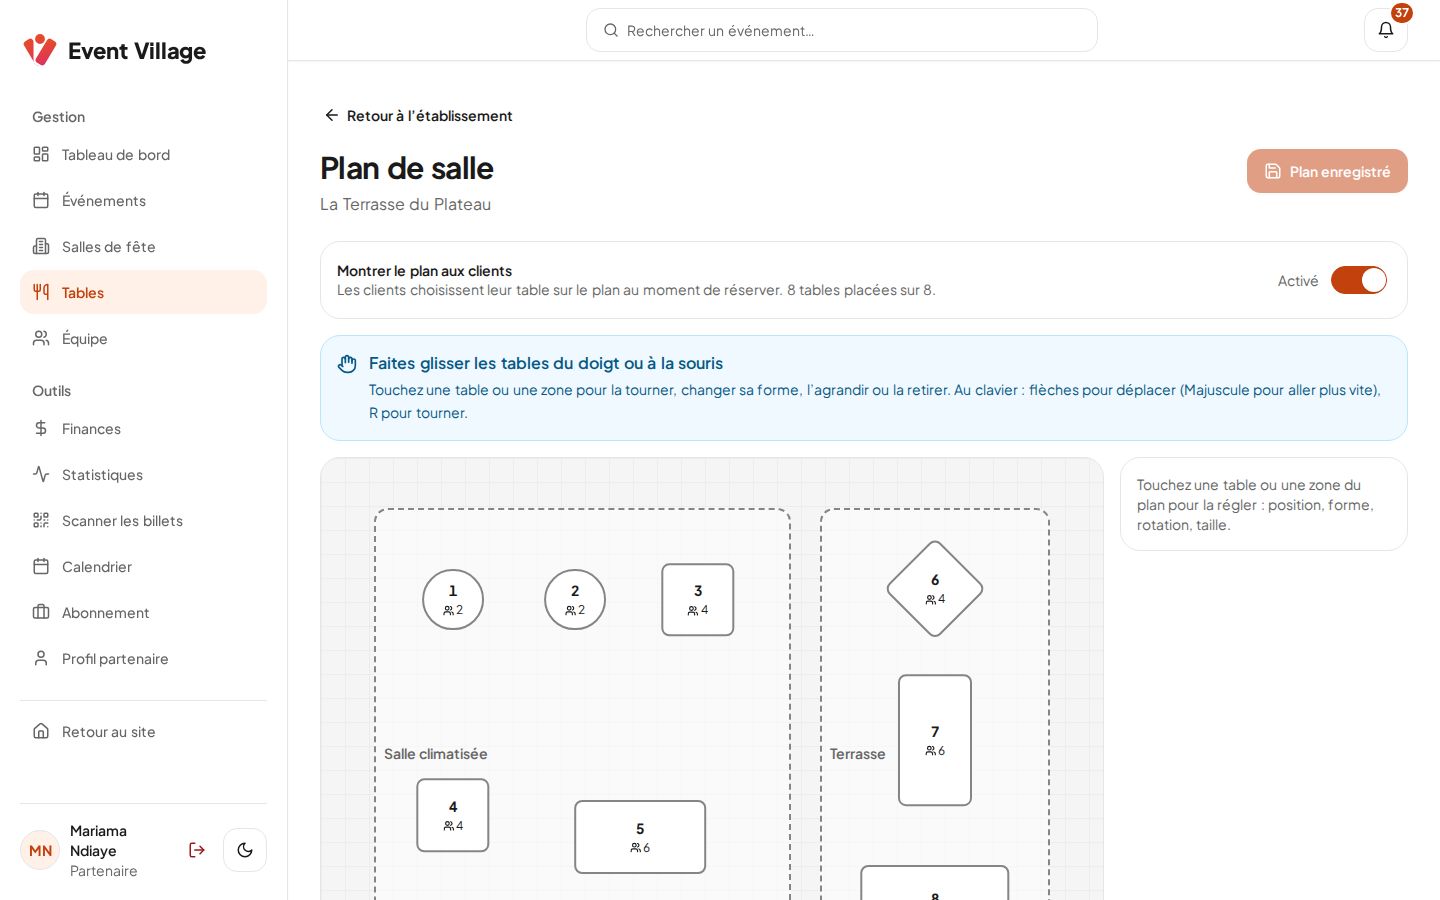 Event Village
Rechercher un événement…
37
Gestion
Tableau de bord
Événements
Salles de fête
Tables
Équipe
Outils
Finances
Statistiques
Scanner les billets
Calendrier
Abonnement
Profil partenaire
Retour au site
MN
Mariama
Ndiaye
Partenaire
Retour à l'établissement
Plan de salle
La Terrasse du Plateau
Plan enregistré
Montrer le plan aux clients
Les clients choisissent leur table sur le plan au moment de réserver. 8 tables placées sur 8.
Activé
Faites glisser les tables du doigt ou à la souris
Touchez une table ou une zone pour la tourner, changer sa forme, l'agrandir ou la retirer. Au clavier : flèches pour déplacer (Majuscule pour aller plus vite),
R pour tourner.
1
2
2
2
3
4
Salle climatisée
4
4
5
6
6
4
7
6
Terrasse
8
Touchez une table ou une zone du
plan pour la régler : position, forme,
rotation, taille.